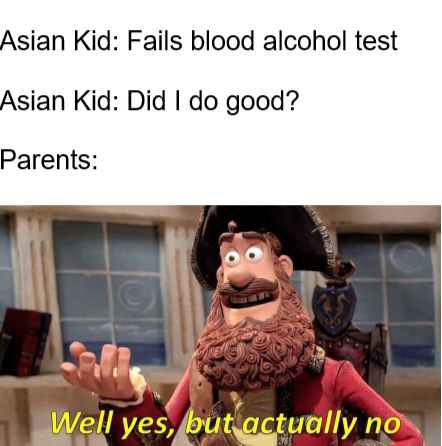 Asian Kid: Fails blood alcohol test
Asian Kid: Did I do good?
Parents:
Well yes, but actually no